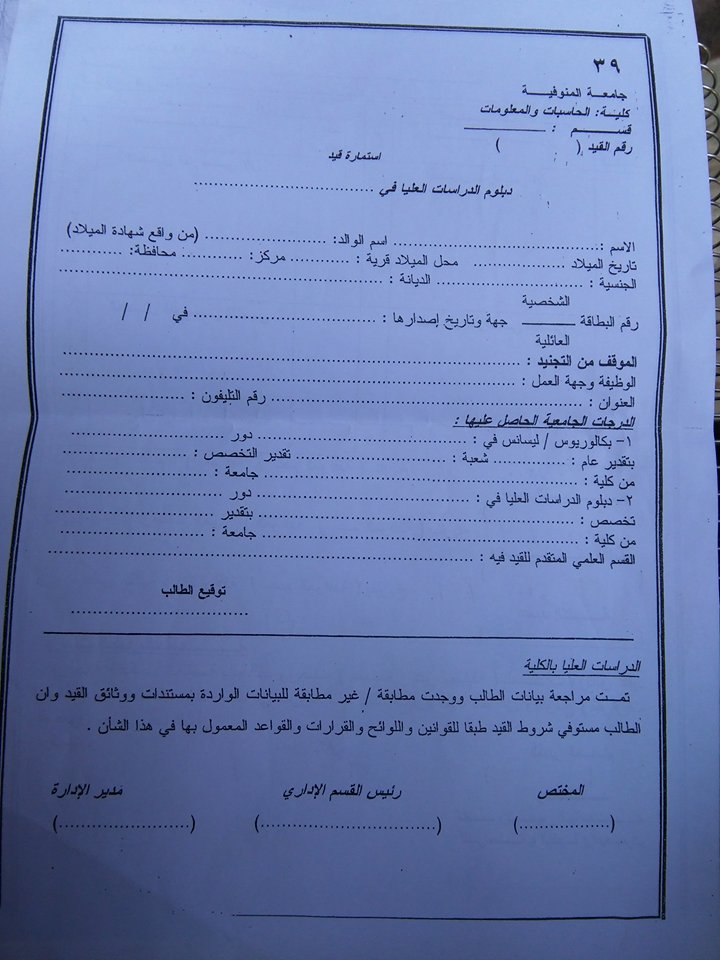 ٣٩
جامعة المنوفيـــة
كلية: الحاسبات والمعلومات
قســـم : ــــــــــــــ
رقم القيد ( )
استمارة قيد
دبلوم الدراسات العليا في ..................................
الاسم : .......................................... اسم الوالد: ......................... (من واقع شهادة الميلاد)
تاريخ الميلاد ................... محل الميلاد قرية : ............ مركز: ............ محافظة: ............
الجنسية : .............................. الديانة : ..................................................................
الشخصية
رقم البطاقة ــــــــــــ جهة وتاريخ إصدارها : ..................................... في / /
العائلية
الموقف من التجنيد : ..............................................................................................
الوظيفة وجهة العمل : .............................................................................................
العنوان : ..................................................................... رقم التليفون : .........................
الدرجات الجامعية الحاصل عليها :
١- بكالوريوس / ليسانس في : ........................................... دور ...............................
بتقدير عام : ................ شعبة : .................... تقدير التخصص : .........................
من كلية : ................................................................ جامعة : .........................
٢- دبلوم الدراسات العليا في : ........................................... دور ...............................
تخصص : ................................................................ بتقدير ...............................
من كلية : ................................................................ جامعة : .........................
القسم العلمي المتقدم للقيد فيه : .................................................................................
توقيع الطالب
....................................
الدراسات العليا بالكلية
تمـــت مراجعة بيانات الطالب ووجدت مطابقة / غير مطابقة للبيانات الواردة بمستندات ووثائق القيد وان
الطالب مستوفي شروط القيد طبقا للقوانين واللوائح والقرارات والقواعد المعمول بها في هذا الشأن .
المختص رئيس القسم الإداري مدير الإدارة
(..................) (....................................) (..........................)